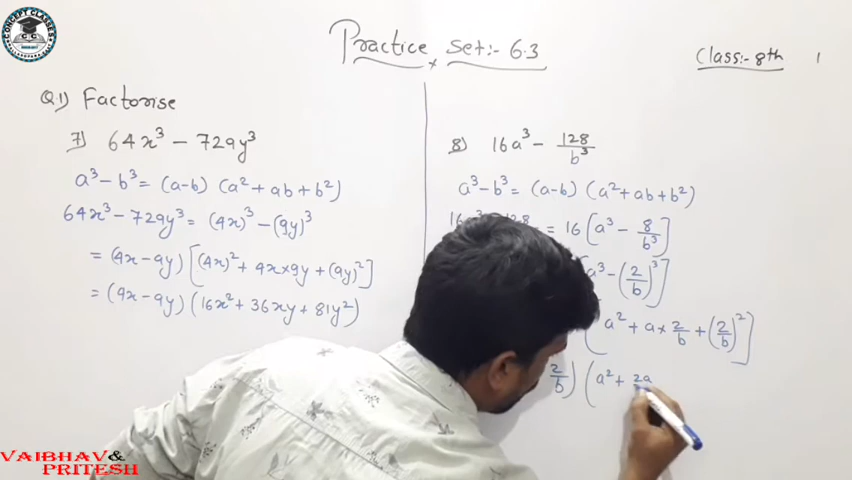 CONCEPT CLASSES
C C
Practice Set:- 6.3
Class:- 8th
Q.1) Factorise
7) 64x³ - 729y³
a³ - b³ = (a-b) (a² + ab + b²)
64x³ - 729y³ = (4x)³ - (9y)³
= (4x - 9y) [(4x)² + 4x × 9y + (9y)²]
= (4x - 9y) (16x² + 36xy + 81y²)
8) 16a³ - 128/b³
a³ - b³ = (a-b) (a² + ab + b²)
= 16 [a³ - 8/b³]
a³ - (2/b)³]
[a² + a × 2/b + (2/b)²]
2/b) (a² + 2a
VAIBHAV &
PRITESH